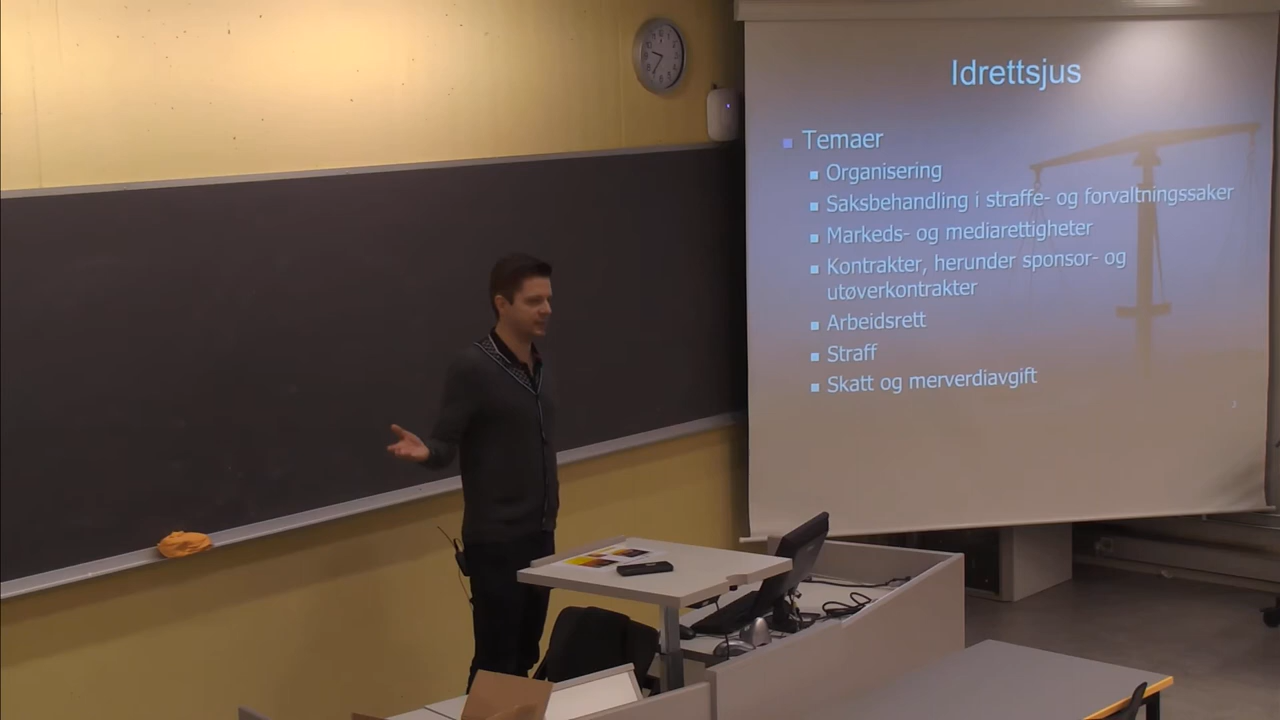 Idrettsjus
Temaer
Organisering
Saksbehandling i straffe- og forvaltningssaker
Markeds- og mediarettigheter
Kontrakter, herunder sponsor- og
utøverkontrakter
Arbeidsrett
Straff
Skatt og merverdiavgift